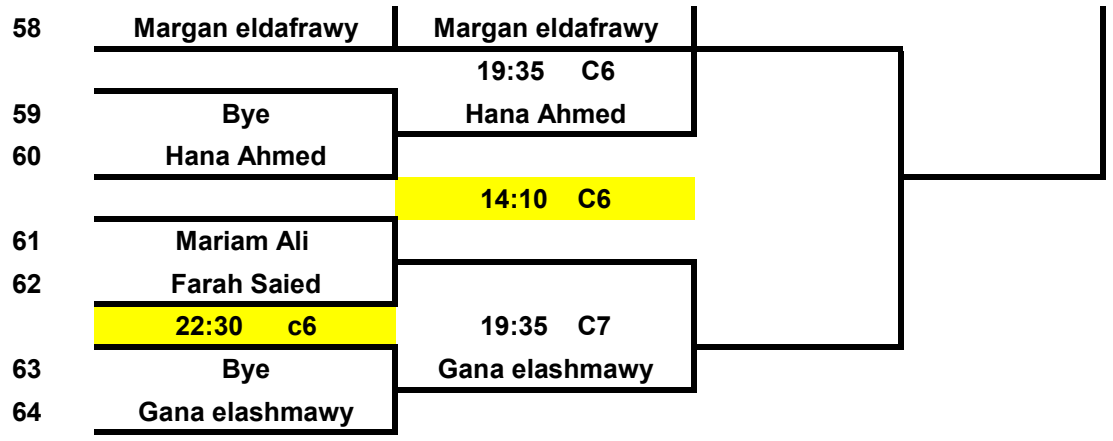 58 Margan eldafrawy Margan eldafrawy
19:35 C6
59 Bye Hana Ahmed
60 Hana Ahmed
14:10 C6
61 Mariam Ali
62 Farah Saied
22:30 c6 19:35 C7
63 Bye Gana elashmawy
64 Gana elashmawy